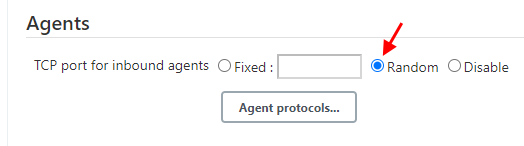 Agents
TCP port for inbound agents Fixed : Random Disable
Agent protocols...